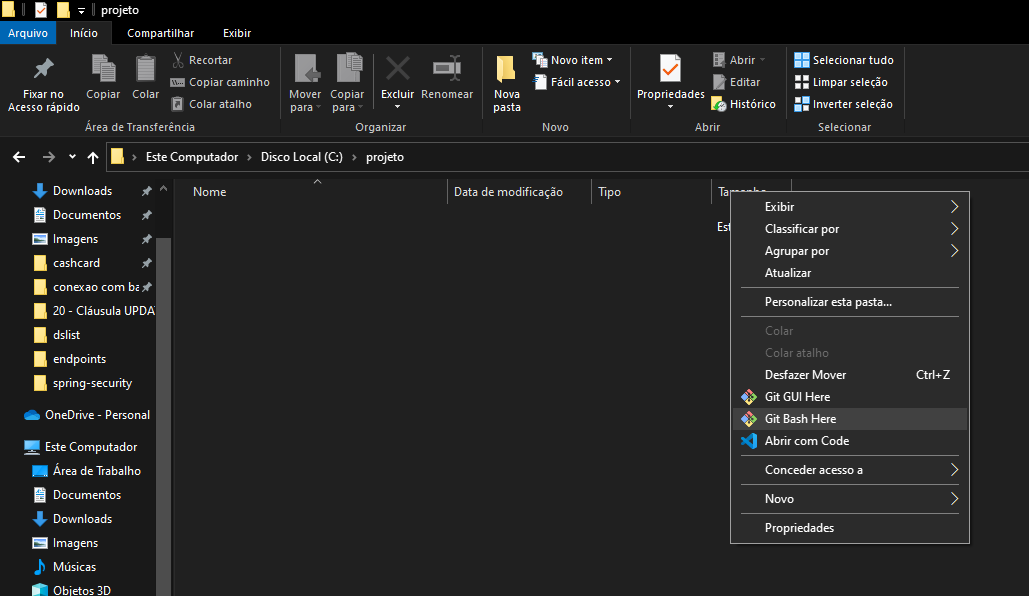 projeto
Arquivo Início Compartilhar Exibir
Fixar no Acesso rápido
Copiar
Colar
Recortar
Copiar caminho
Colar atalho
Área de Transferência
Mover para
Copiar para
Excluir
Renomear
Organizar
Nova pasta
Novo item
Fácil acesso
Novo
Propriedades
Abrir
Editar
Histórico
Abrir
Selecionar tudo
Limpar seleção
Inverter seleção
Selecionar
Este Computador > Disco Local (C:) > projeto
Downloads
Documentos
Imagens
cashcard
conexao com ba
20 - Cláusula UPDA
dslist
endpoints
spring-security
OneDrive - Personal
Este Computador
Área de Trabalho
Documentos
Downloads
Imagens
Músicas
Objetos 3D
Nome Data de modificação Tipo Tamanho
Est
Exibir
Classificar por
Agrupar por
Atualizar
Personalizar esta pasta...
Colar
Colar atalho
Desfazer Mover Ctrl+Z
Git GUI Here
Git Bash Here
Abrir com Code
Conceder acesso a
Novo
Propriedades